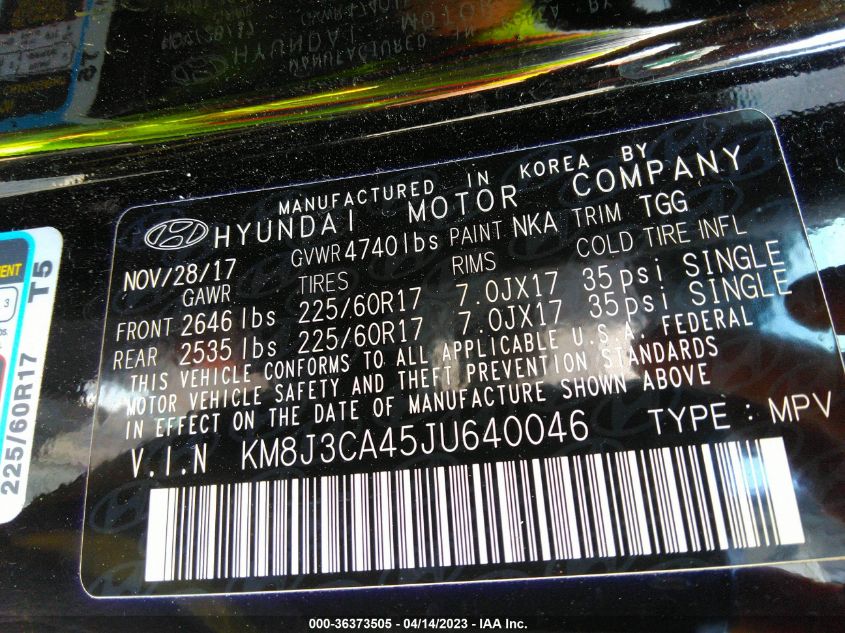 MANUFACTURED IN KOREA BY
HYUNDAI MOTOR COMPANY
NOV/28/17 GVWR 4740 lbs PAINT NKA TRIM TGG
GAWR TIRES RIMS COLD TIRE INFL
FRONT 2646 lbs 225/60R17 7.0JX17 35 psi SINGLE
REAR 2535 lbs 225/60R17 7.0JX17 35 psi SINGLE
THIS VEHICLE CONFORMS TO ALL APPLICABLE U.S.A. FEDERAL
MOTOR VEHICLE SAFETY AND THEFT PREVENTION STANDARDS
IN EFFECT ON THE DATE OF MANUFACTURE SHOWN ABOVE
V.I.N KM8J3CA45JU640046 TYPE : MPV
225/60R17 T5
000-36373505 - 04/14/2023 - IAA Inc.